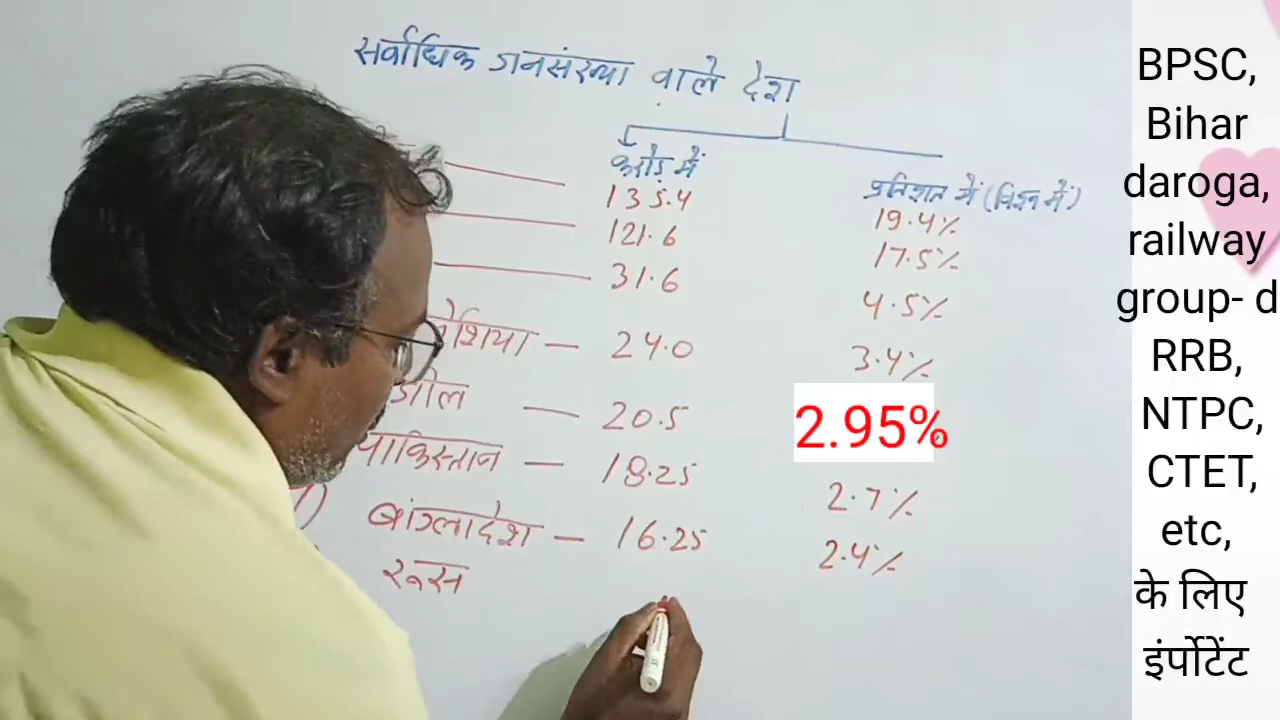 सर्वाधिक जनसंख्या वाले देश
करोड़ में
प्रतिशत में (विश्व में)
135.4 19.4%
121.6 17.5%
31.6 4.5%
— 24.0 3.4%
— 20.5 2.95%
पाकिस्तान — 18.25 2.7%
बांग्लादेश — 16.25 2.4%
रूस
BPSC,
Bihar
daroga,
railway
group- d
RRB,
NTPC,
CTET,
etc,
के लिए
इंर्पोटेंट